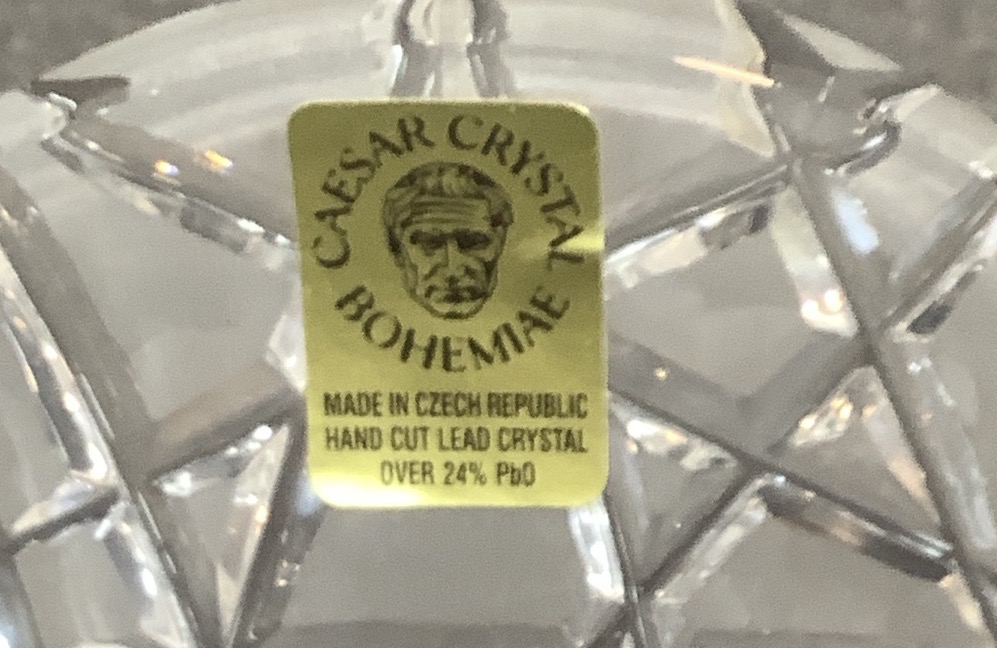 CAESAR CRYSTAL
BOHEMIAE
MADE IN CZECH REPUBLIC
HAND CUT LEAD CRYSTAL
OVER 24% PbO